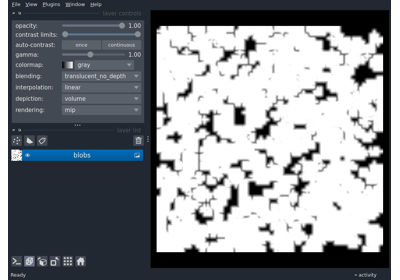 File View Plugins Window Help
layer controls
opacity: 1.00
contrast limits:
auto-contrast: once continuous
gamma: 1.00
colormap: gray
blending: translucent_no_depth
interpolation: linear
depiction: volume
rendering: mip
layer list
blobs
Ready activity